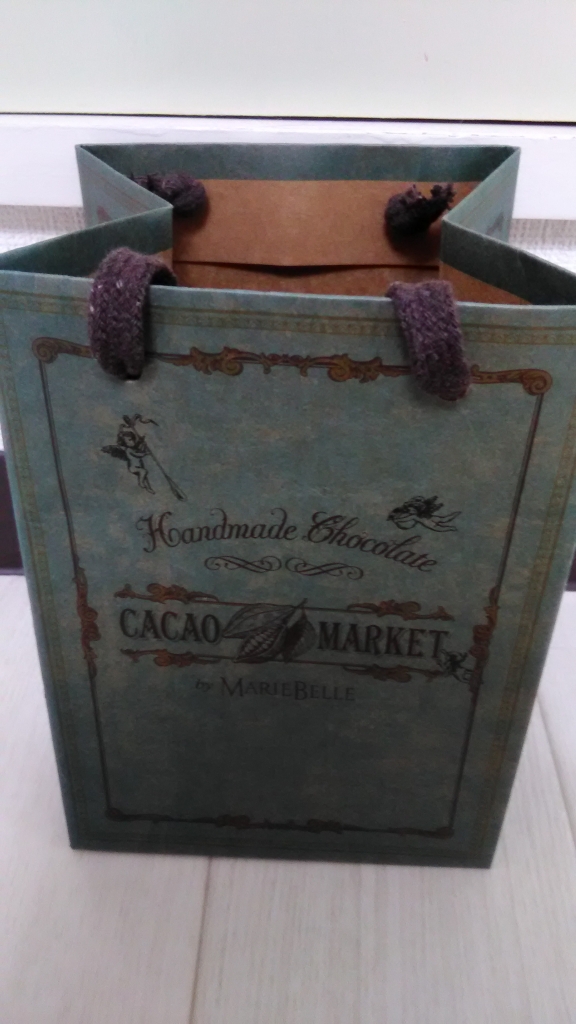 Handmade Chocolate
CACAO MARKET
by MARIEBELLE